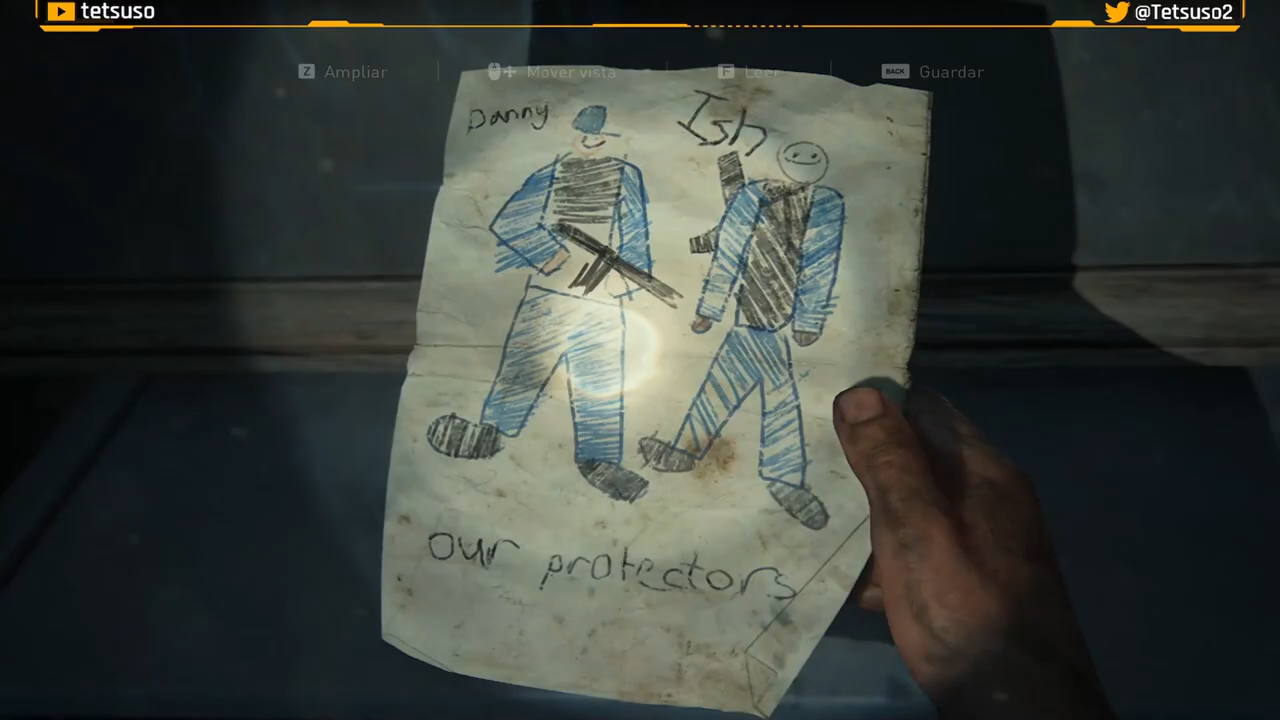 tetsuso
@Tetsuso2
Z Ampliar
Mover vista
F Leer
BACK Guardar
Danny
Ish
our protectors